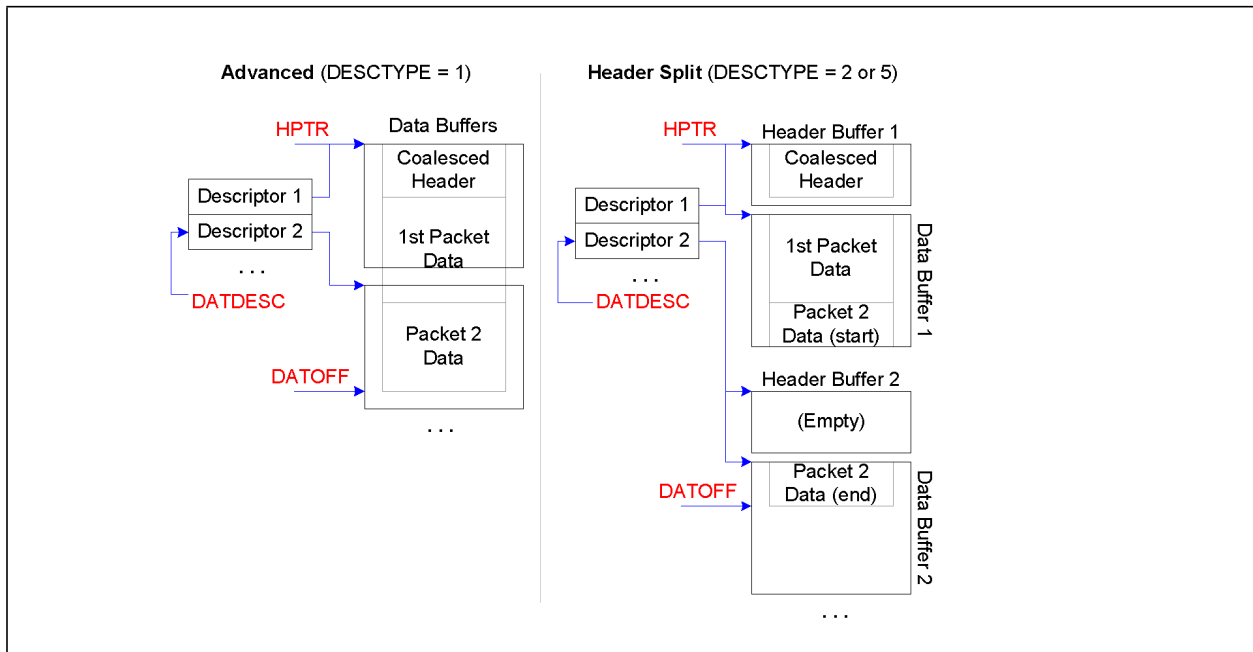 Advanced (DESCTYPE = 1)
HPTR
Data Buffers
Coalesced
Header
Descriptor 1
Descriptor 2
1st Packet
Data
. . .
DATDESC
Packet 2
Data
DATOFF
. . .
Header Split (DESCTYPE = 2 or 5)
HPTR
Header Buffer 1
Coalesced
Header
Descriptor 1
Descriptor 2
1st Packet
Data
. . .
DATDESC
Packet 2
Data (start)
Data Buffer 1
Header Buffer 2
(Empty)
Packet 2
Data (end)
DATOFF
Data Buffer 2
. . .